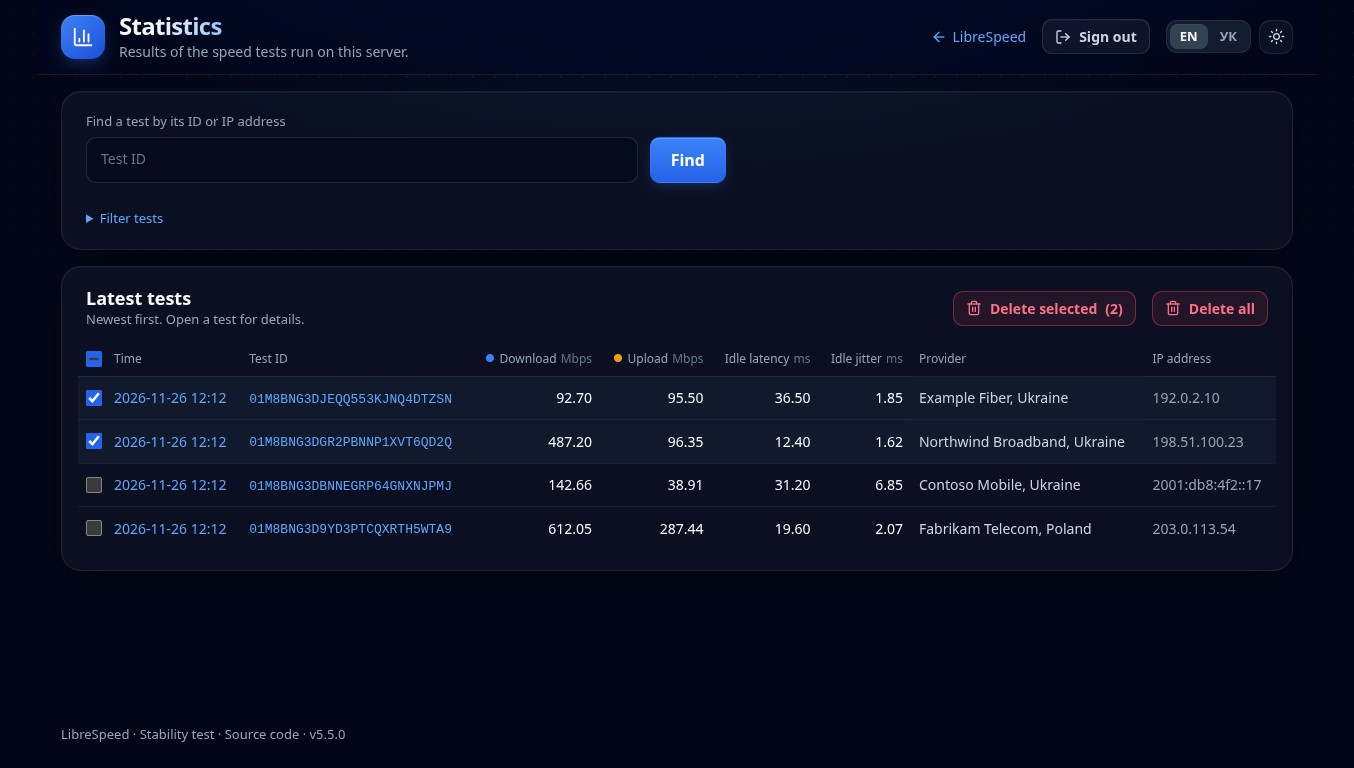 Statistics
Results of the speed tests run on this server.
← LibreSpeed
Sign out
EN УК
Find a test by its ID or IP address
Test ID
Find
▶ Filter tests
Latest tests
Newest first. Open a test for details.
Delete selected (2)
Delete all
Time Test ID Download Mbps Upload Mbps Idle latency ms Idle jitter ms Provider IP address
2026-11-26 12:12 01M8BNG3DJEQQ553KJNQ4DTZSN 92.70 95.50 36.50 1.85 Example Fiber, Ukraine 192.0.2.10
2026-11-26 12:12 01M8BNG3DGR2PBNNP1XVT6QD2Q 487.20 96.35 12.40 1.62 Northwind Broadband, Ukraine 198.51.100.23
2026-11-26 12:12 01M8BNG3DBNNEGRP64GNXNJPMJ 142.66 38.91 31.20 6.85 Contoso Mobile, Ukraine 2001:db8:4f2::17
2026-11-26 12:12 01M8BNG3D9YD3PTCQXRTH5WTA9 612.05 287.44 19.60 2.07 Fabrikam Telecom, Poland 203.0.113.54
LibreSpeed · Stability test · Source code · v5.5.0